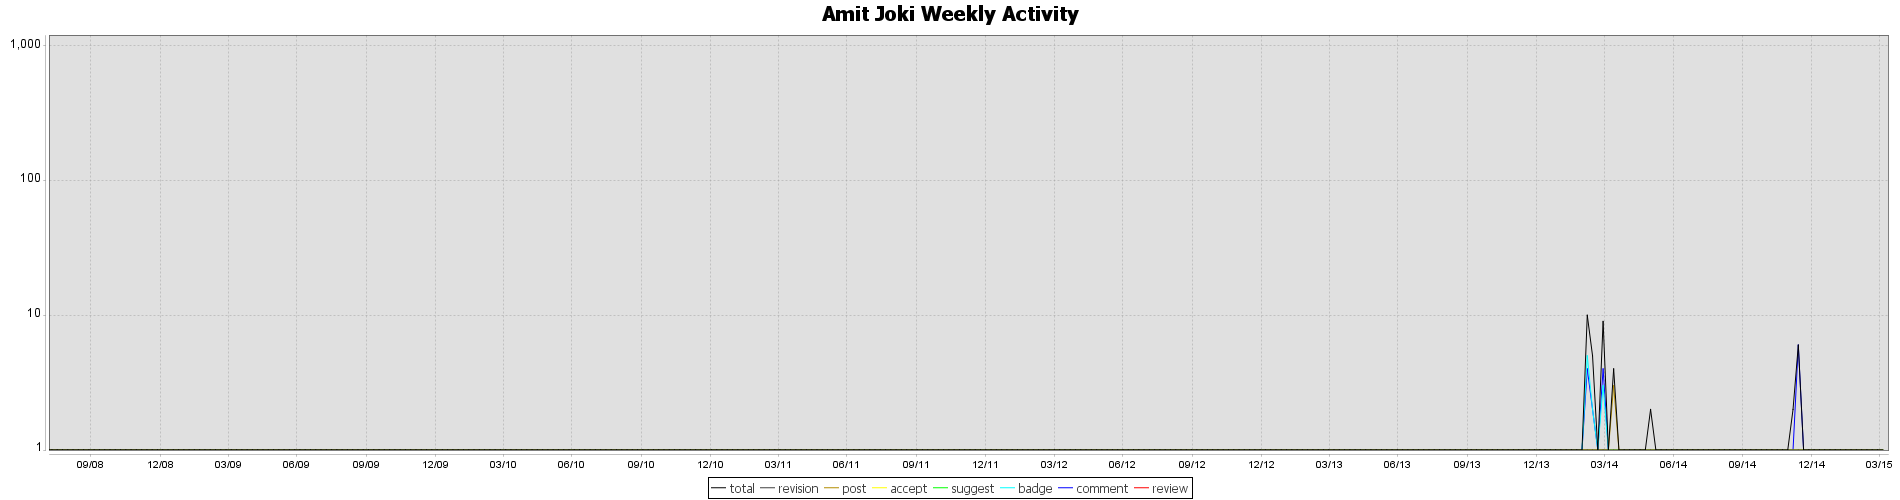 Amit Joki Weekly Activity
1,000
100
10
1
09/08 12/08 03/09 06/09 09/09 12/09 03/10 06/10 09/10 12/10 03/11 06/11 09/11 12/11 03/12 06/12 09/12 12/12 03/13 06/13 09/13 12/13 03/14 06/14 09/14 12/14 03/15
total revision post accept suggest badge comment review